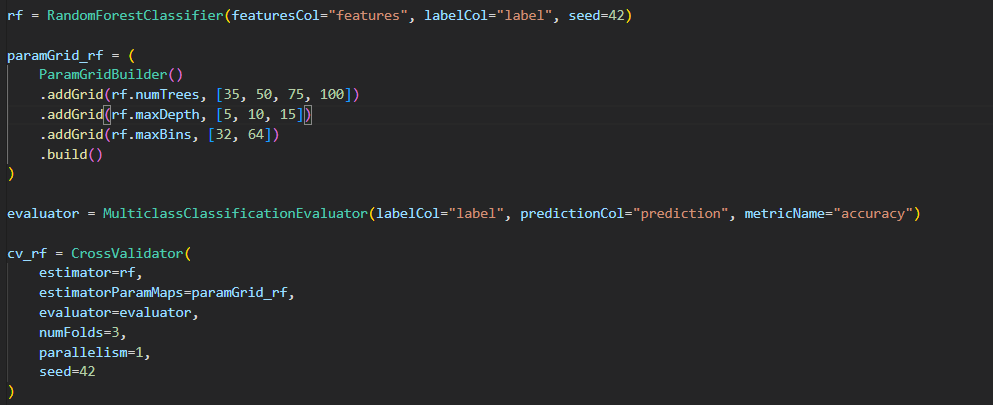 rf = RandomForestClassifier(featuresCol="features", labelCol="label", seed=42)
paramGrid_rf = (
    ParamGridBuilder()
    .addGrid(rf.numTrees, [35, 50, 75, 100])
    .addGrid(rf.maxDepth, [5, 10, 15])
    .addGrid(rf.maxBins, [32, 64])
    .build()
)
evaluator = MulticlassClassificationEvaluator(labelCol="label", predictionCol="prediction", metricName="accuracy")
cv_rf = CrossValidator(
    estimator=rf,
    estimatorParamMaps=paramGrid_rf,
    evaluator=evaluator,
    numFolds=3,
    parallelism=1,
    seed=42
)